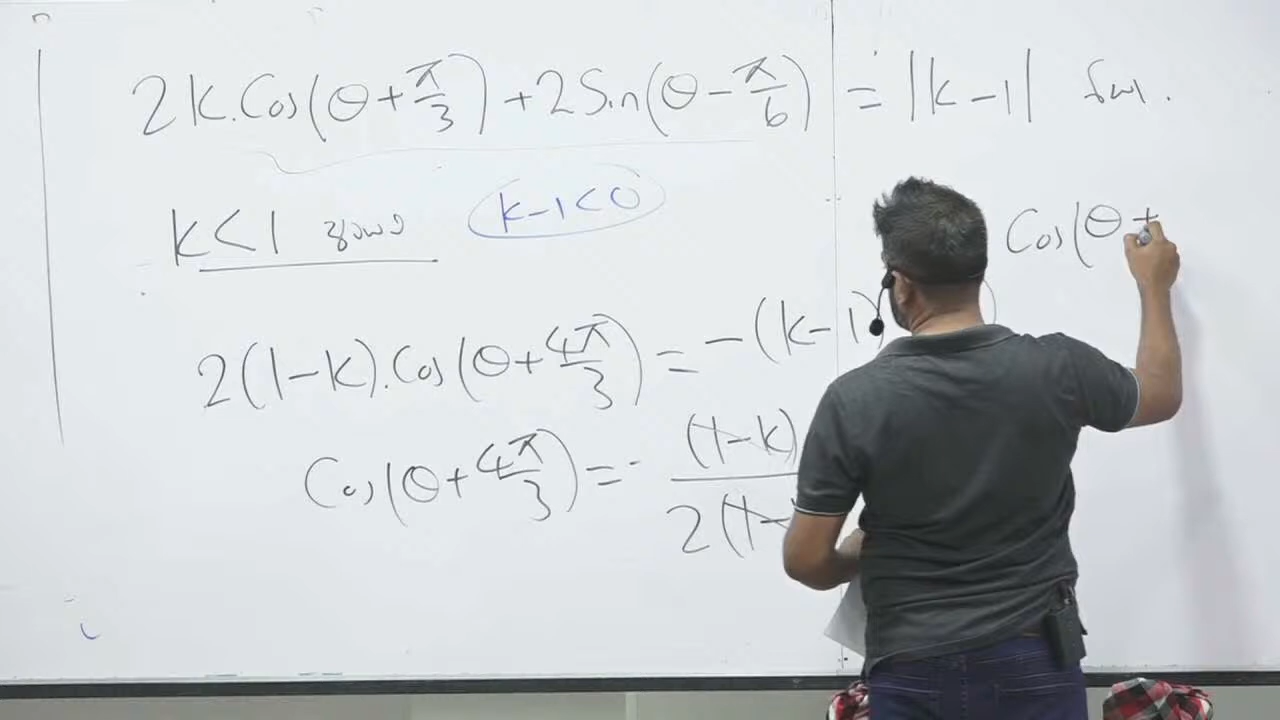 2k.Cos(θ+π/3) +2Sin(θ-π/6) = |k-1|
k<1
k-1<0
2(1-k).Cos(θ+4π/3) = -(k-1)
Cos(θ+4π/3) = (1-k)
2(1-
Cos(θ+